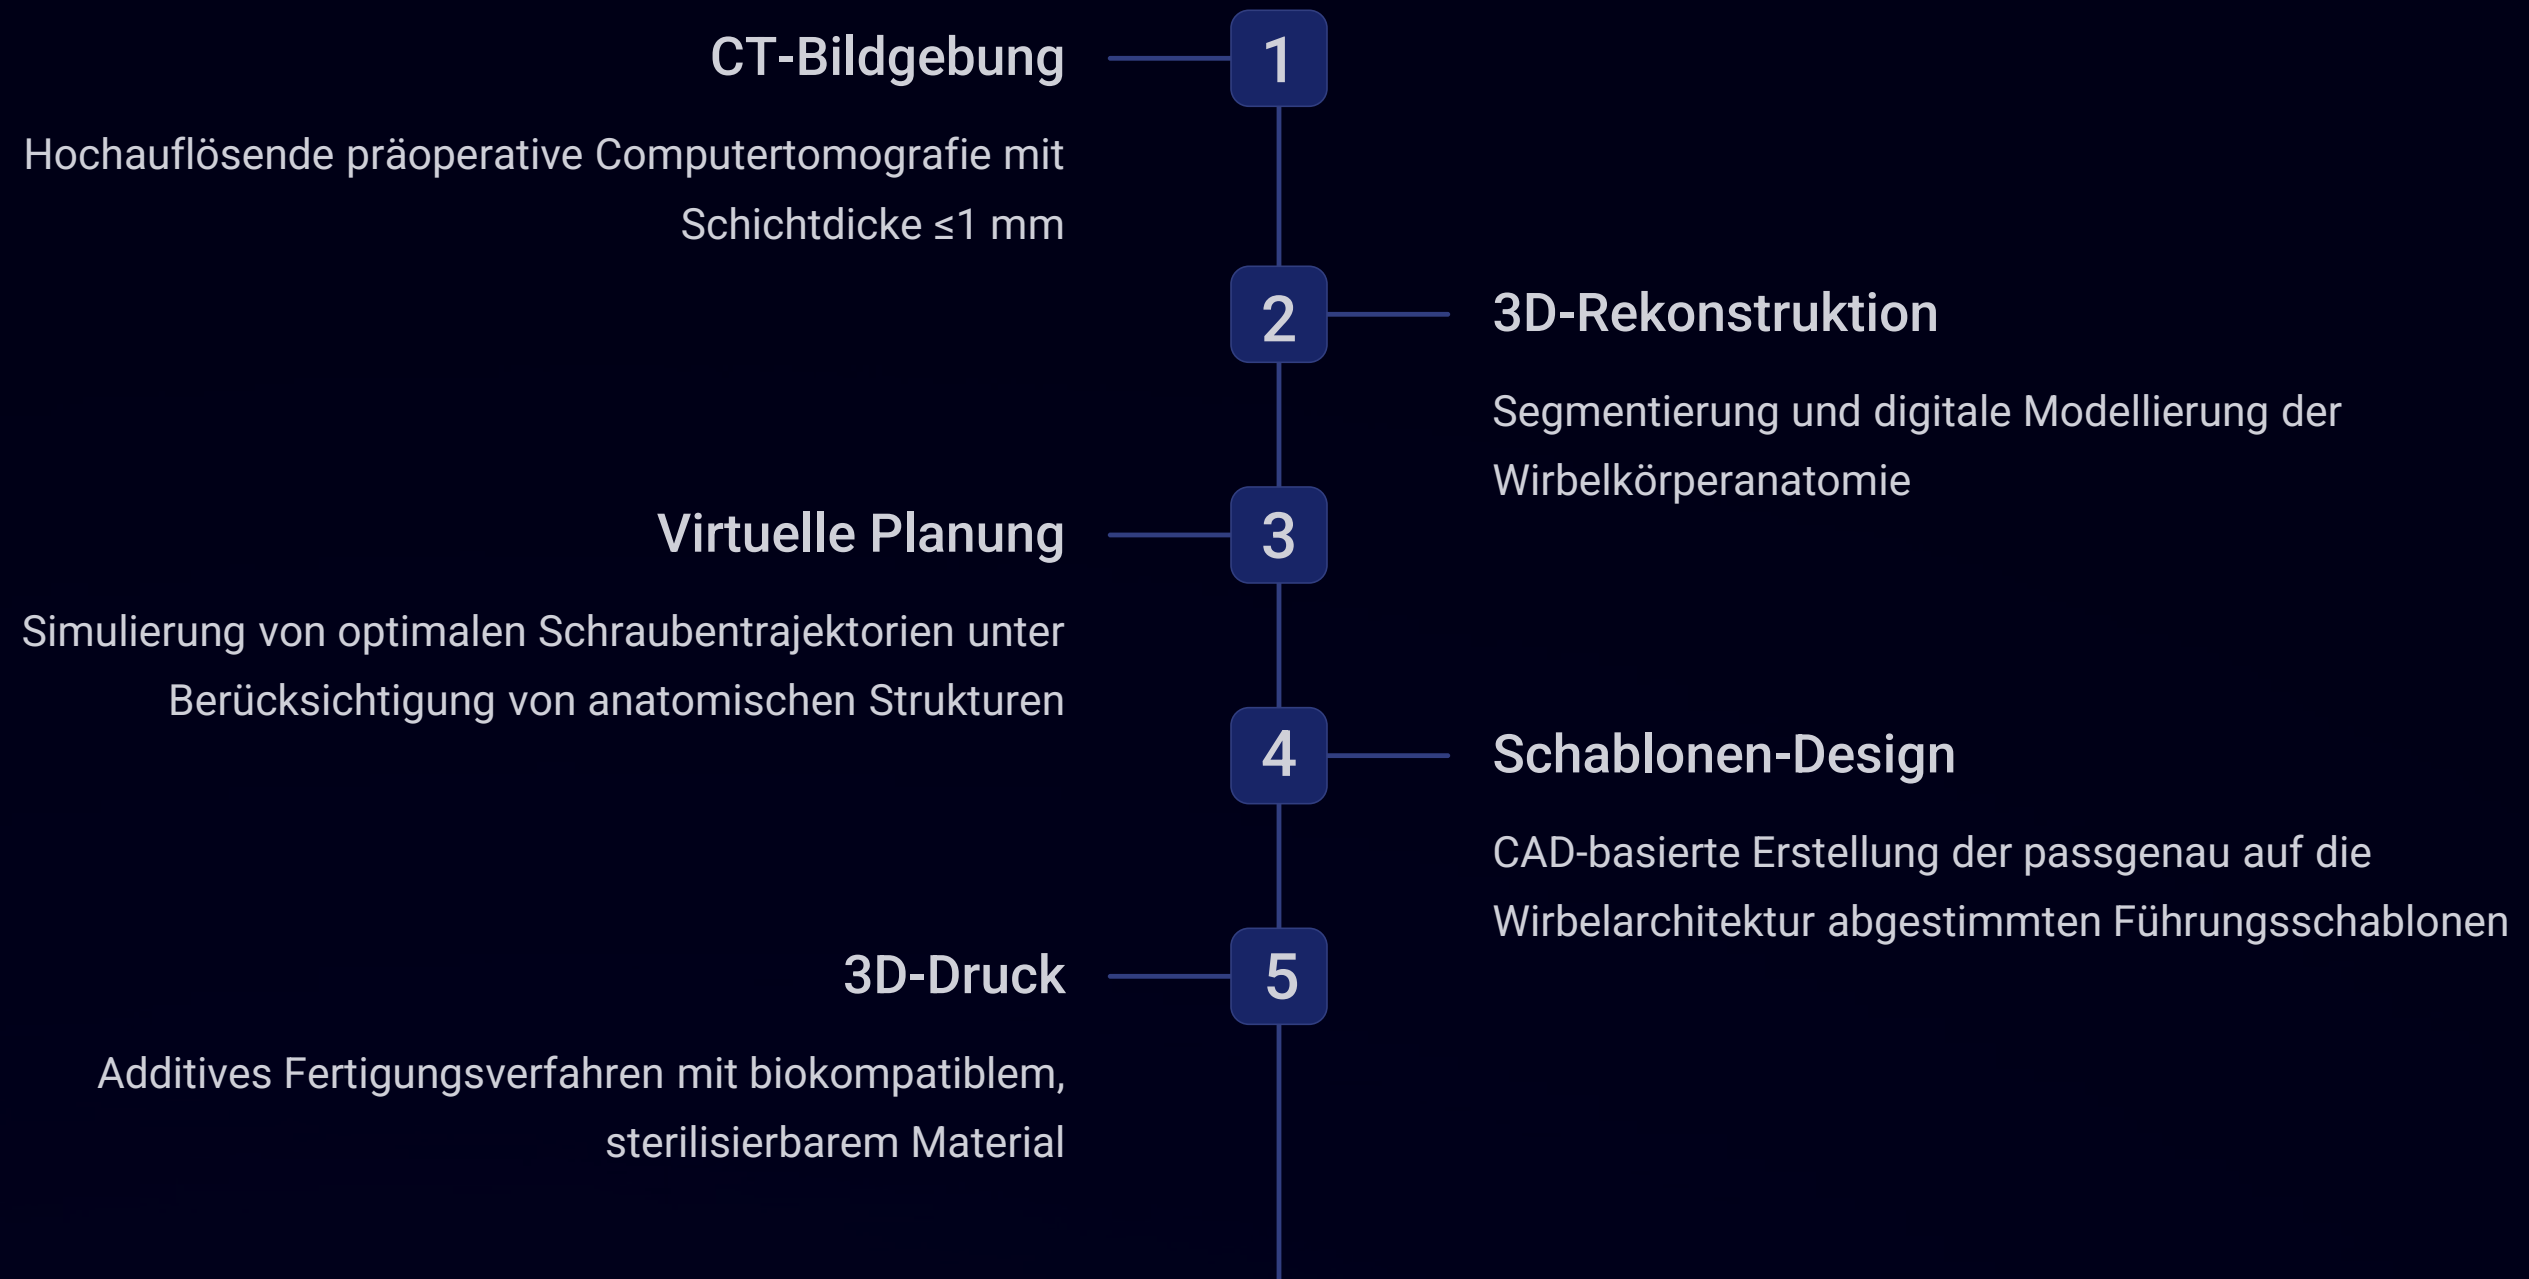 1
CT-Bildgebung
Hochauflösende präoperative Computertomografie mit
Schichtdicke ≤1 mm
2
3D-Rekonstruktion
Segmentierung und digitale Modellierung der
Wirbelkörperanatomie
3
Virtuelle Planung
Simulierung von optimalen Schraubentrajektorien unter
Berücksichtigung von anatomischen Strukturen
4
Schablonen-Design
CAD-basierte Erstellung der passgenau auf die
Wirbelarchitektur abgestimmten Führungsschablonen
5
3D-Druck
Additives Fertigungsverfahren mit biokompatiblem,
sterilisierbarem Material